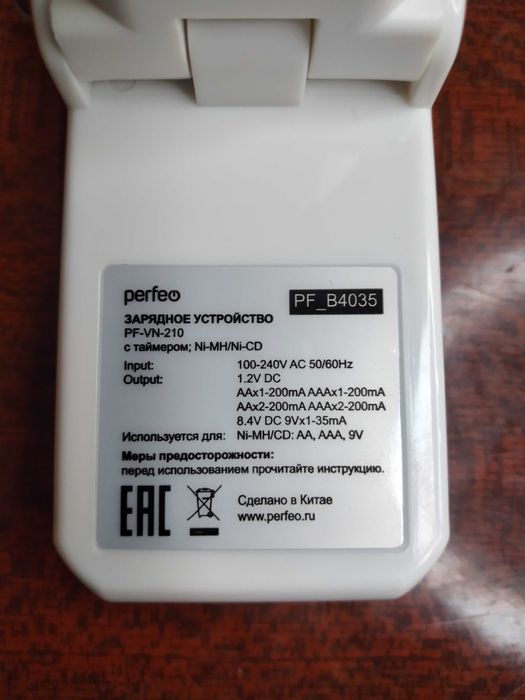 perfeo
PF_B4035
ЗАРЯДНОЕ УСТРОЙСТВО
PF-VN-210
с таймером; Ni-MH/Ni-CD
Input: 100-240V AC 50/60Hz
Output: 1.2V DC
AAx1-200mA AAAx1-200mA
AAx2-200mA AAAx2-200mA
8.4V DC 9Vx1-35mA
Используется для: Ni-MH/CD: AA, AAA, 9V
Меры предосторожности:
перед использованием прочитайте инструкцию.
EAC
Сделано в Китае
www.perfeo.ru